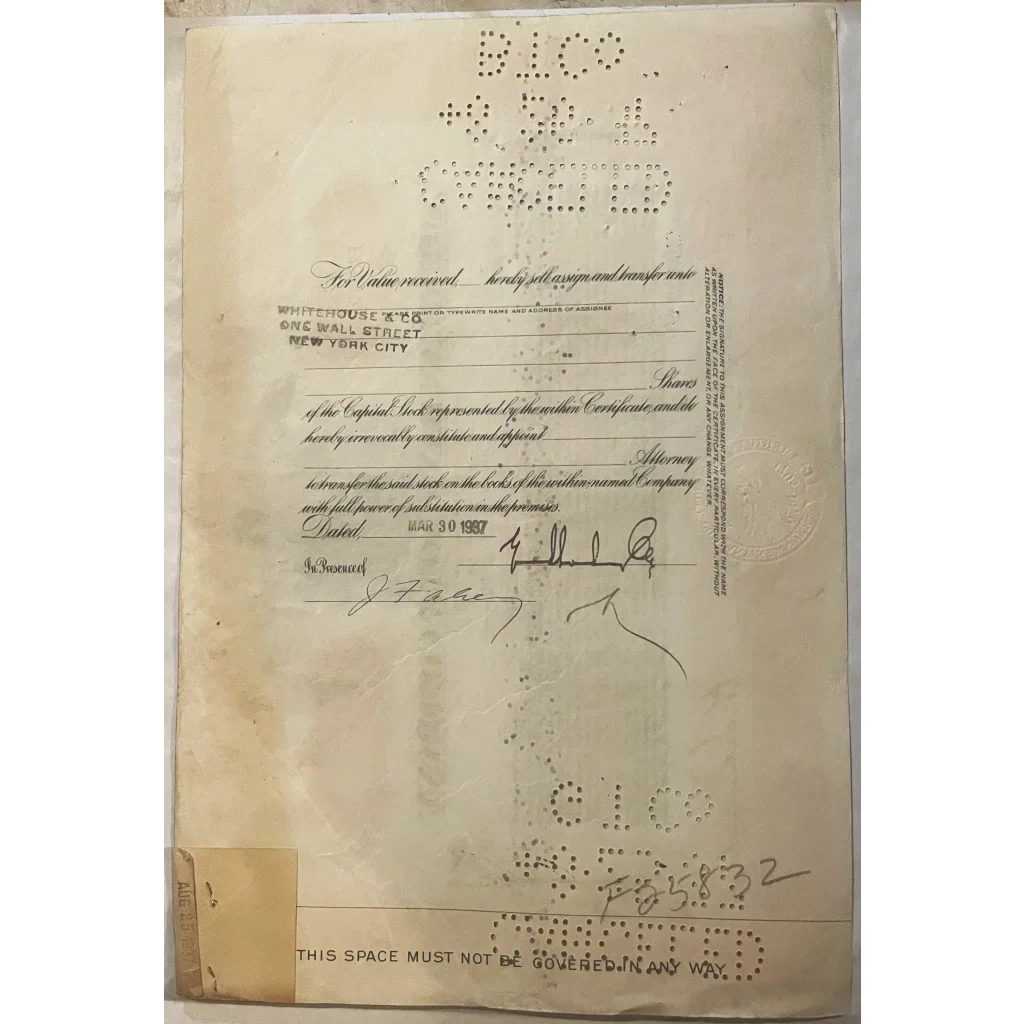 For Value received, hereby sell, assign and transfer unto
PLEASE PRINT OR TYPEWRITE NAME AND ADDRESS OF ASSIGNEE
WHITEHOUSE & CO.
ONE WALL STREET
NEW YORK CITY
Shares
of the Capital Stock represented by the within Certificate, and do
hereby irrevocably constitute and appoint
Attorney
to transfer the said stock on the books of the within-named Company
with full power of substitution in the premises.
Dated, MAR 30 1937
In Presence of
NOTICE: THE SIGNATURE TO THIS ASSIGNMENT MUST CORRESPOND WITH THE NAME
AS WRITTEN UPON THE FACE OF THE CERTIFICATE, IN EVERY PARTICULAR, WITHOUT
ALTERATION OR ENLARGEMENT, OR ANY CHANGE WHATEVER.
F25832
AUG 25
THIS SPACE MUST NOT BE COVERED IN ANY WAY